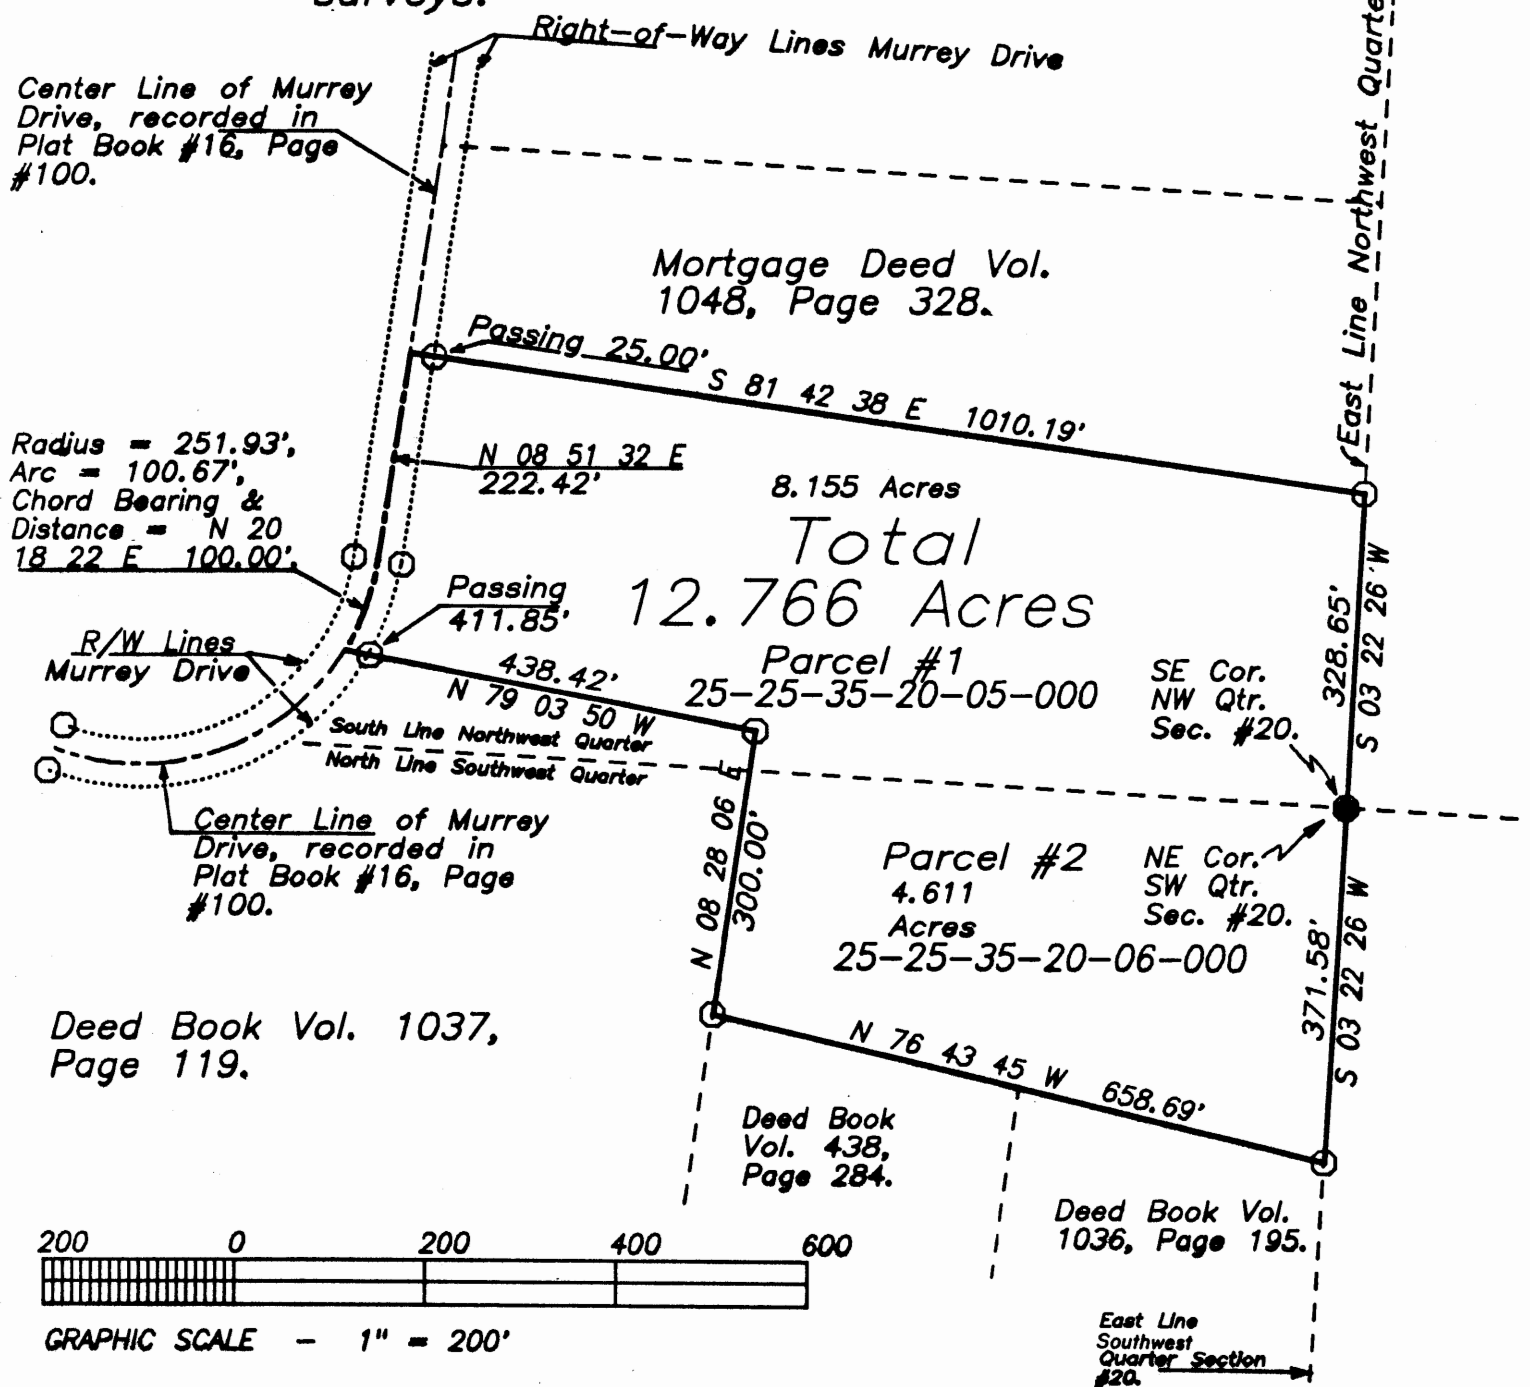 Surveys.
Right-of-Way Lines Murrey Drive
Center Line of Murrey
Drive, recorded in
Plat Book #16, Page
#100.
East Line Northwest Quarte
Mortgage Deed Vol.
1048, Page 328.
Passing 25.00'
S 81 42 38 E 1010.19'
Radius = 251.93',
Arc = 100.67',
Chord Bearing &
Distance = N 20
18 22 E 100.00'.
N 08 51 32 E
222.42'
8.155 Acres
Total
12.766 Acres
Parcel #1
25-25-35-20-05-000
328.65'
S 03 22 26 W
Passing
411.85'
R/W Lines
Murrey Drive
438.42'
N 79 03 50 W
SE Cor.
NW Qtr.
Sec. #20.
South Line Northwest Quarter
North Line Southwest Quarter
Center Line of Murrey
Drive, recorded in
Plat Book #16, Page
#100.
N 08 28 06 E
300.00'
Parcel #2
4.611
Acres
25-25-35-20-06-000
NE Cor.
SW Qtr.
Sec. #20.
371.58'
S 03 22 26 W
Deed Book Vol. 1037,
Page 119.
N 76 43 45 W 658.69'
Deed Book
Vol. 438,
Page 284.
Deed Book Vol.
1036, Page 195.
200 0 200 400 600
GRAPHIC SCALE - 1" = 200'
East Line
Southwest
Quarter Section
#20.